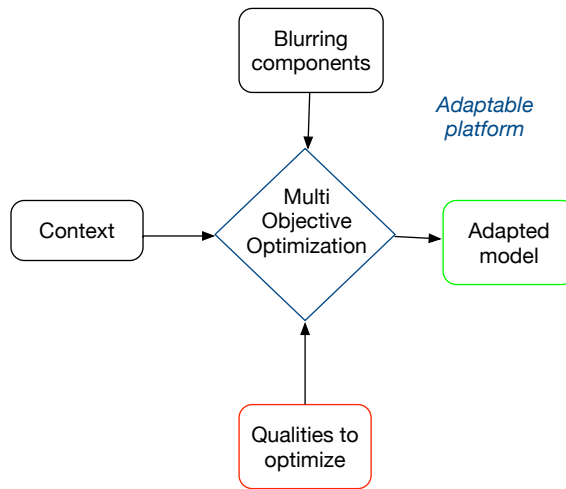 Blurring
components
Adaptable
platform
Multi
Objective
Optimization
Context
Adapted
model
Qualities to
optimize